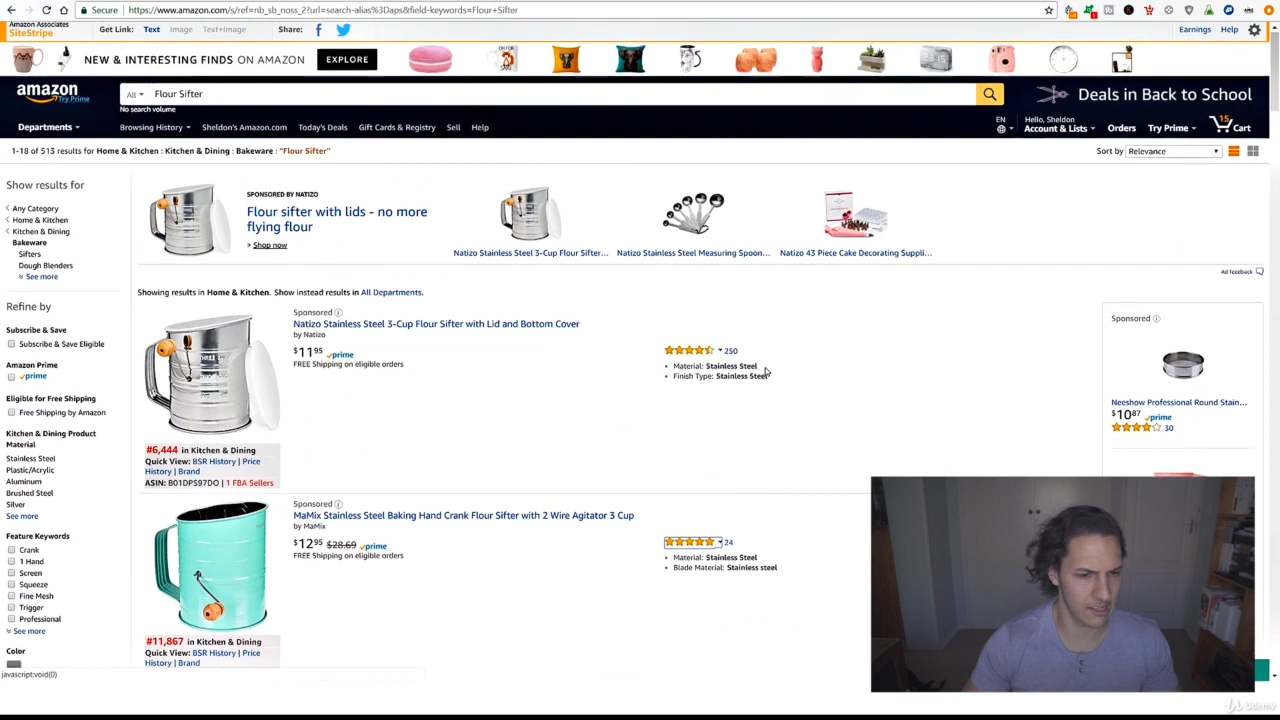 Secure
https://www.amazon.com/s/ref=nb_sb_noss_2?url=search-alias%3Daps&field-keywords=Flour+Sifter
Amazon Associates
SiteStripe
Get Link: Text Image Text+Image Share:
Earnings Help
NEW & INTERESTING FINDS ON AMAZON EXPLORE
amazon
Try Prime
All Flour Sifter
No search volume
Deals in Back to School
Departments Browsing History Sheldon's Amazon.com Today's Deals Gift Cards & Registry Sell Help
EN
Hello, Sheldon
Account & Lists Orders Try Prime 15 Cart
1-18 of 513 results for Home & Kitchen : Kitchen & Dining : Bakeware : "Flour Sifter"
Sort by Relevance
Show results for
Any Category
Home & Kitchen
Kitchen & Dining
Bakeware
Sifters
Dough Blenders
See more
Refine by
Subscribe & Save
Subscribe & Save Eligible
Amazon Prime
prime
Eligible for Free Shipping
Free Shipping by Amazon
Kitchen & Dining Product
Material
Stainless Steel
Plastic/Acrylic
Aluminum
Brushed Steel
Silver
See more
Feature Keywords
Crank
1 Hand
Screen
Squeeze
Fine Mesh
Trigger
Professional
See more
Color
javascript:void(0)
SPONSORED BY NATIZO
Flour sifter with lids - no more
flying flour
> Shop now
Natizo Stainless Steel 3-Cup Flour Sifter...
Natizo Stainless Steel Measuring Spoon...
Natizo 43 Piece Cake Decorating Suppli...
Ad feedback
Showing results in Home & Kitchen. Show instead results in All Departments.
Sponsored
Natizo Stainless Steel 3-Cup Flour Sifter with Lid and Bottom Cover
by Natizo
$11 95 prime
FREE Shipping on eligible orders
250
Material: Stainless Steel
Finish Type: Stainless Steel
#6,444 in Kitchen & Dining
Quick View: BSR History | Price
History | Brand
ASIN: B01DPS97DO | 1 FBA Sellers
Sponsored
MaMix Stainless Steel Baking Hand Crank Flour Sifter with 2 Wire Agitator 3 Cup
by MaMix
$12 95 $28.69 prime
FREE Shipping on eligible orders
24
Material: Stainless Steel
Blade Material: Stainless steel
#11,867 in Kitchen & Dining
Quick View: BSR History | Price
History | Brand
Sponsored
Neeshow Professional Round Stain...
$10 87 prime
30
Udemy